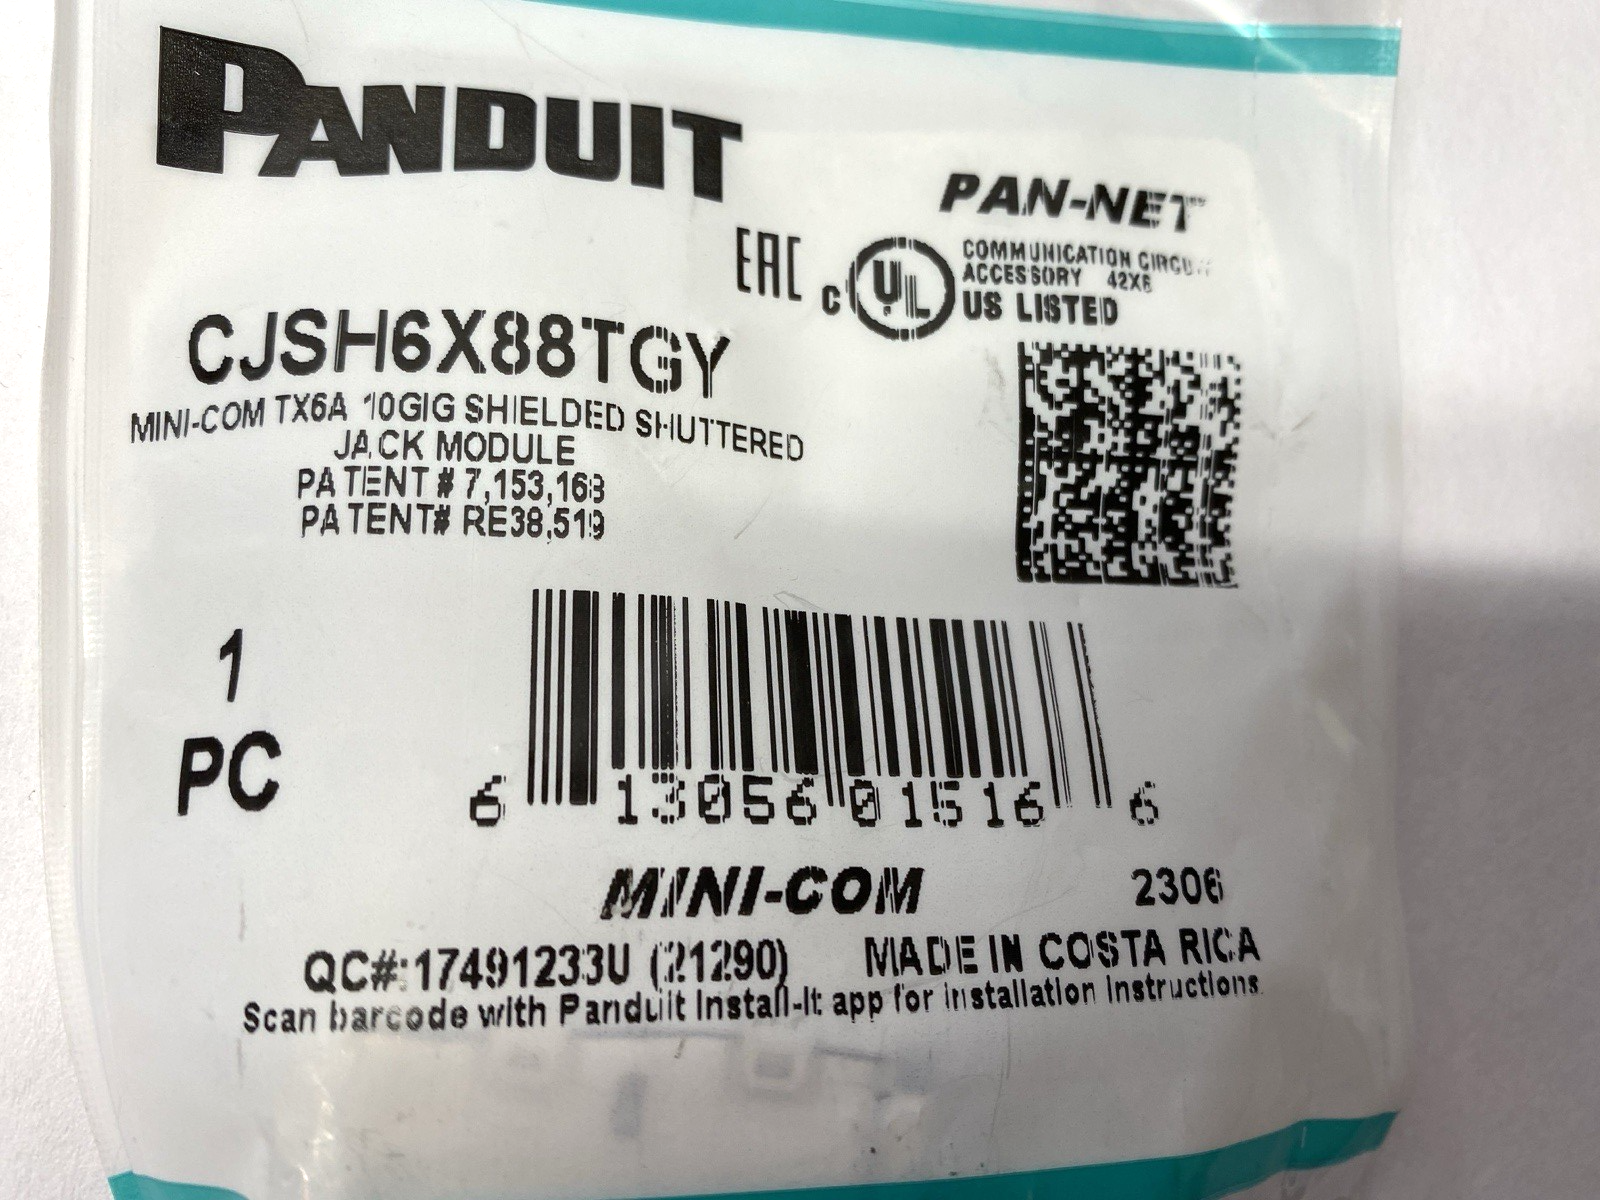 PANDUIT
PAN-NET
EAC
C UL US LISTED
COMMUNICATION CIRCUIT
ACCESSORY 42X6
CJSH6X88TGY
MINI-COM TX6A 10GIG SHIELDED SHUTTERED
JACK MODULE
PATENT # 7,153,168
PATENT# RE38,519
1
PC
6 13056 01516 6
MINI-COM 2306
QC#:17491233U (21290) MADE IN COSTA RICA
Scan barcode with Panduit Install-It app for installation instructions.